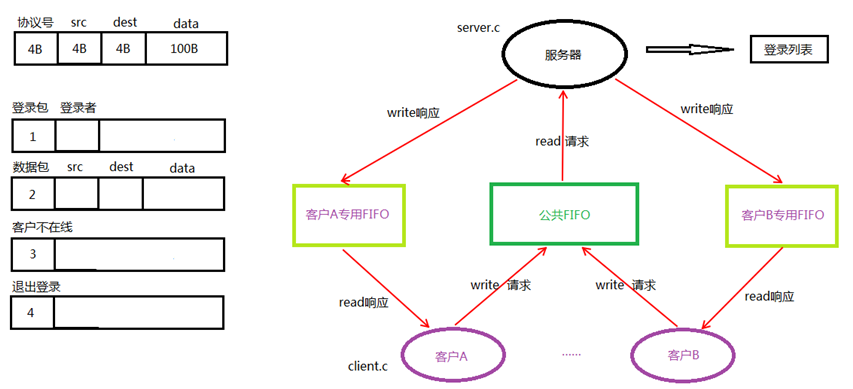 协议号 src dest data
4B 4B 4B 100B
登录包 登录者
1
数据包 src dest data
2
客户不在线
3
退出登录
4
server.c
服务器
登录列表
write响应
read 请求
write响应
客户A专用FIFO
公共FIFO
客户B专用FIFO
read响应
write 请求
write 请求
read响应
client.c
客户A
......
客户B